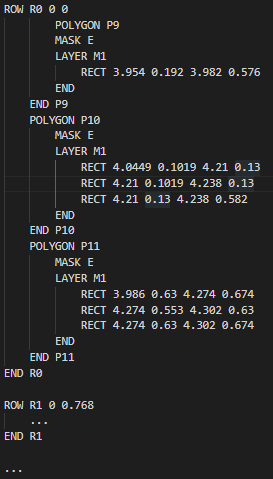 ROW R0 0 0
POLYGON P9
MASK E
LAYER M1
RECT 3.954 0.192 3.982 0.576
END
END P9
POLYGON P10
MASK E
LAYER M1
RECT 4.0449 0.1019 4.21 0.13
RECT 4.21 0.1019 4.238 0.13
RECT 4.21 0.13 4.238 0.582
END
END P10
POLYGON P11
MASK E
LAYER M1
RECT 3.986 0.63 4.274 0.674
RECT 4.274 0.553 4.302 0.63
RECT 4.274 0.63 4.302 0.674
END
END P11
END R0
ROW R1 0 0.768
...
END R1
...